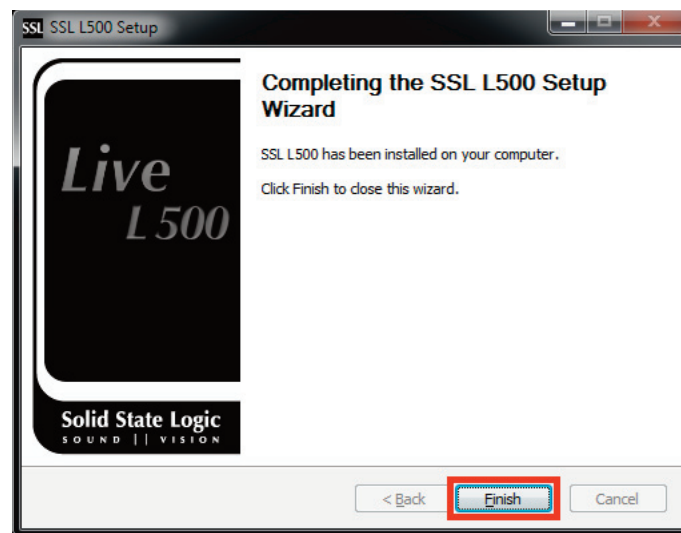 SSL SSL L500 Setup
Completing the SSL L500 Setup
Wizard
SSL L500 has been installed on your computer.
Click Finish to close this wizard.
Live
L500
Solid State Logic
SOUND || VISION
< Back
Finish
Cancel